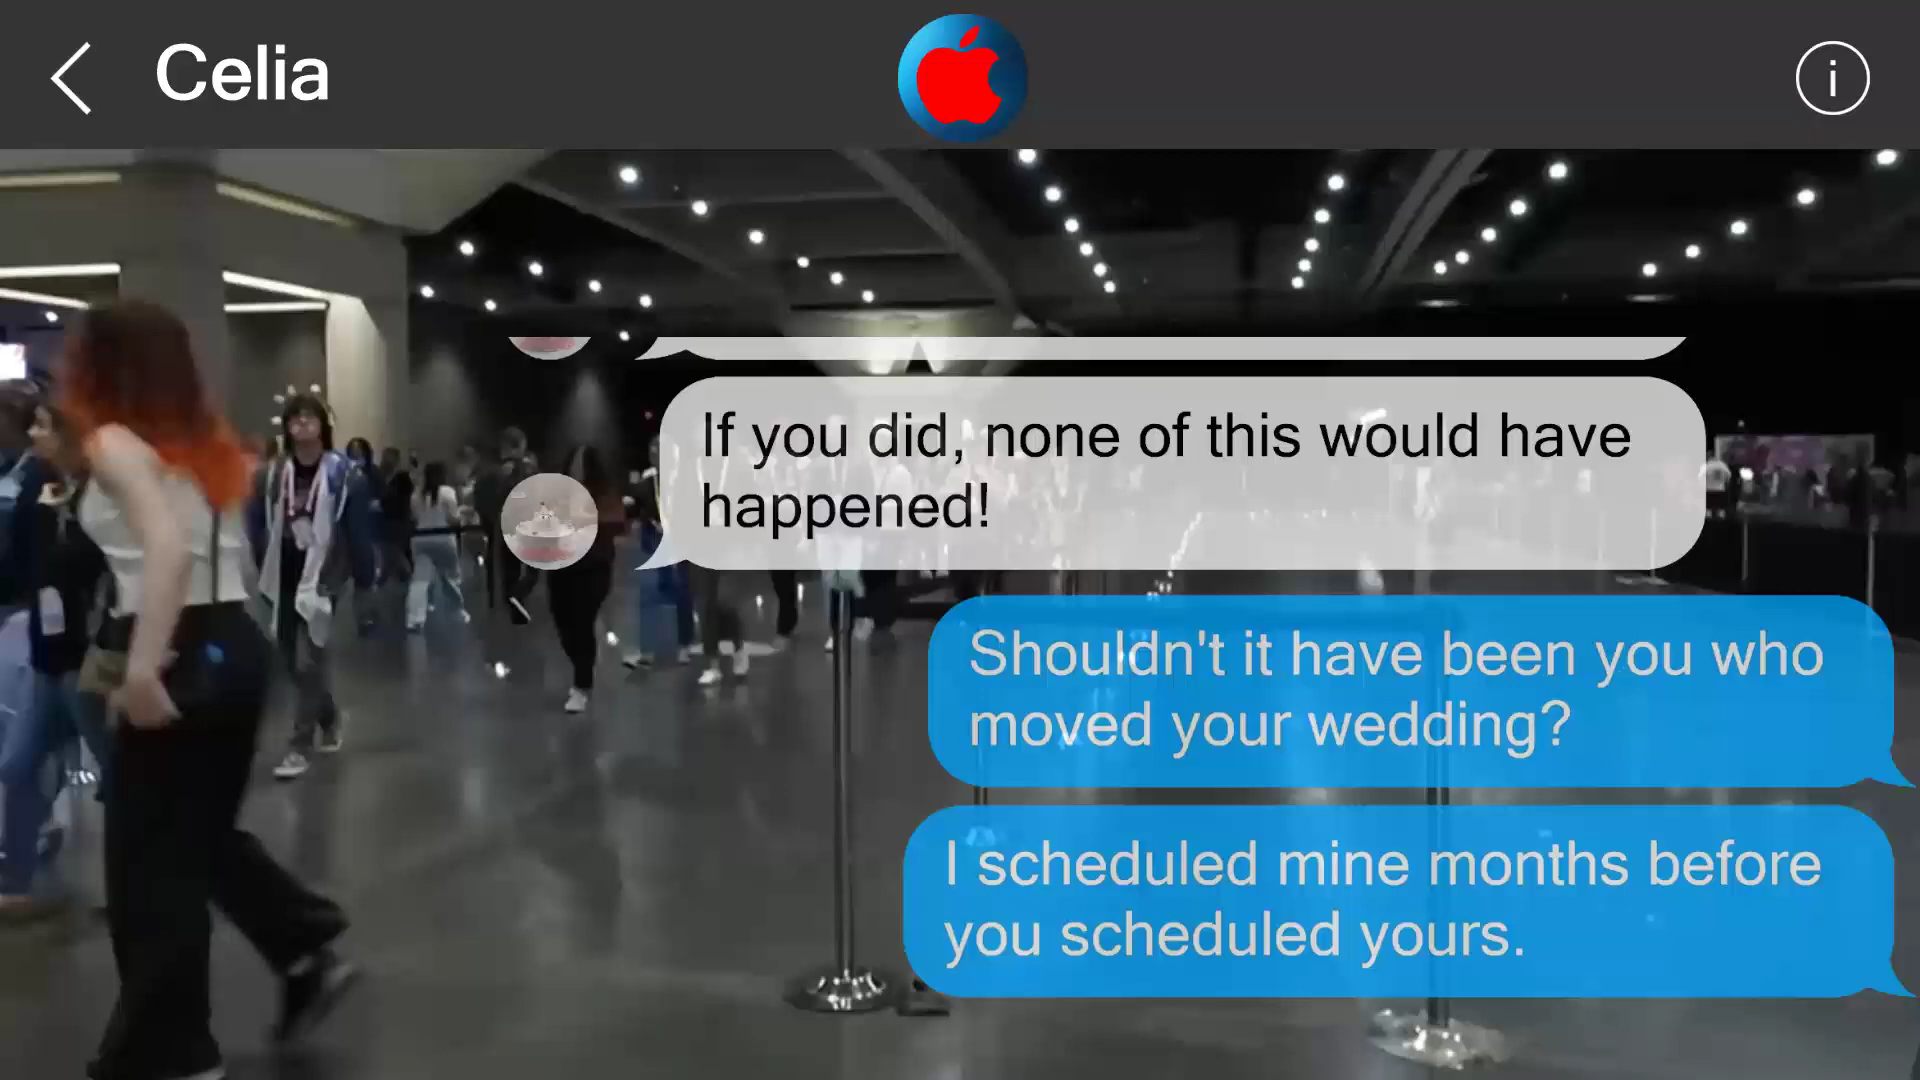 Celia
If you did, none of this would have
happened!
Shouldn't it have been you who
moved your wedding?
I scheduled mine months before
you scheduled yours.